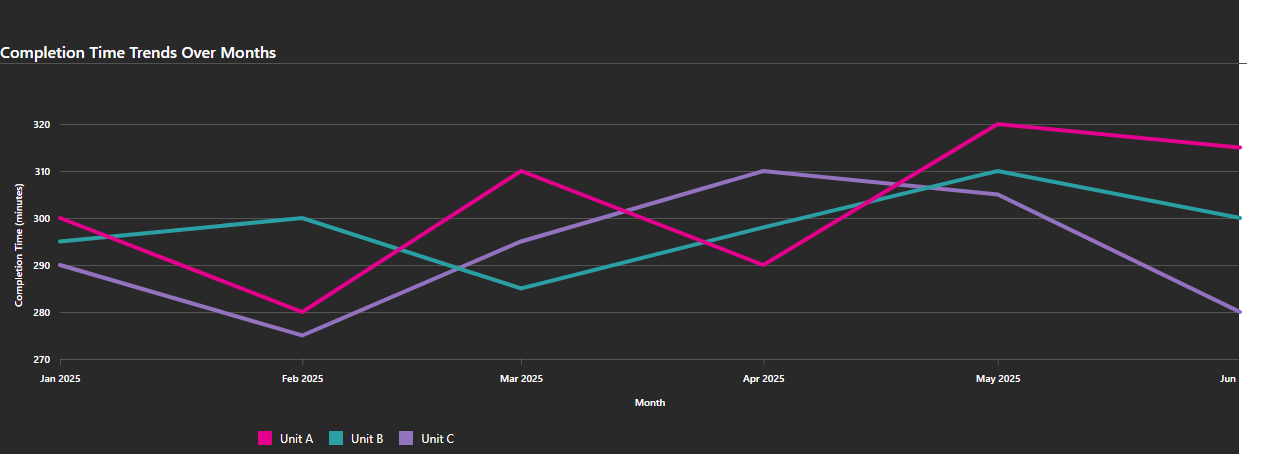 Completion Time Trends Over Months
320
310
300
290
280
270
Completion Time (minutes)
Jan 2025 Feb 2025 Mar 2025 Apr 2025 May 2025 Jun
Month
Unit A Unit B Unit C